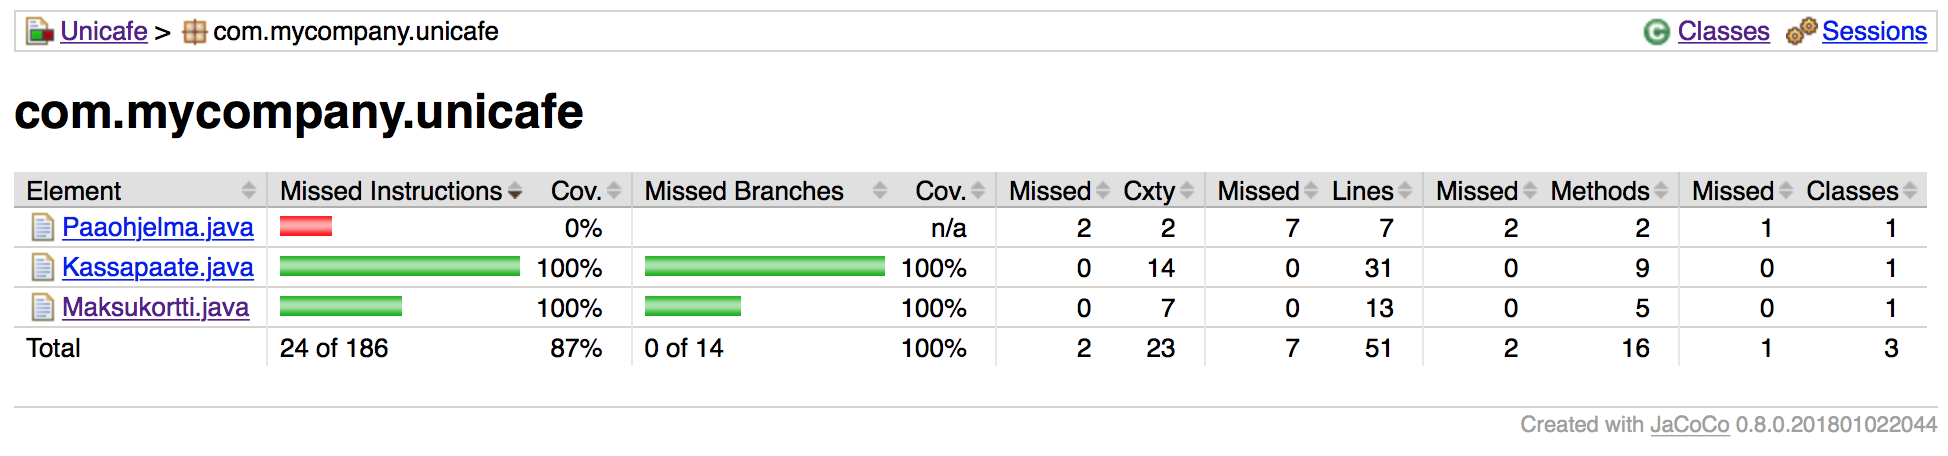 Unicafe > com.mycompany.unicafe Classes Sessions
com.mycompany.unicafe
Element Missed Instructions Cov. Missed Branches Cov. Missed Cxty Missed Lines Missed Methods Missed Classes
Paaohjelma.java 0% n/a 2 2 7 7 2 2 1 1
Kassapaate.java 100% 100% 0 14 0 31 0 9 0 1
Maksukortti.java 100% 100% 0 7 0 13 0 5 0 1
Total 24 of 186 87% 0 of 14 100% 2 23 7 51 2 16 1 3
Created with JaCoCo 0.8.0.201801022044